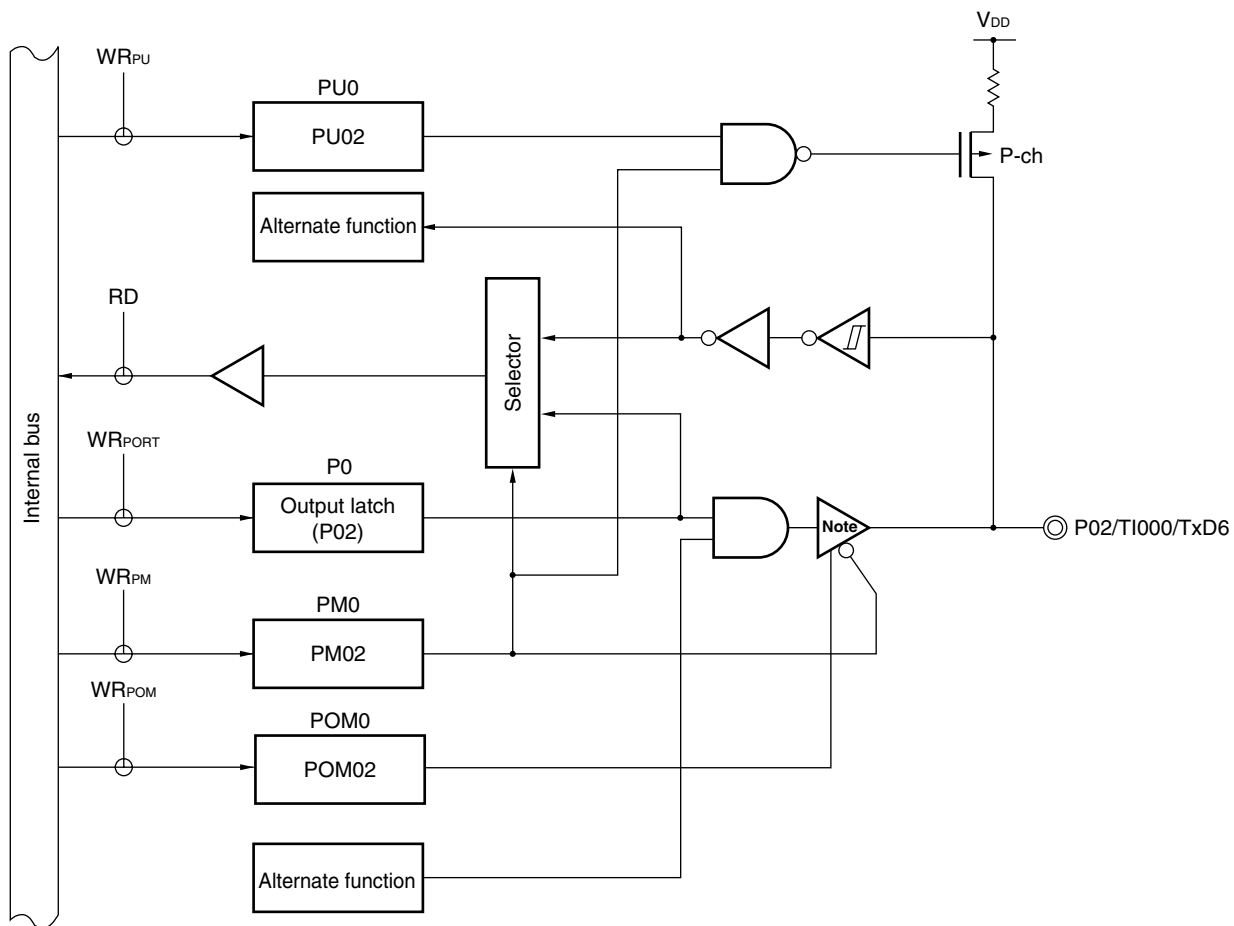 VDD
WRPU
PU0
PU02
P-ch
Alternate function
RD
Selector
Internal bus
WRPORT
P0
Output latch
(P02)
Note
P02/TI000/TxD6
WRPM
PM0
PM02
WRPOM
POM0
POM02
Alternate function